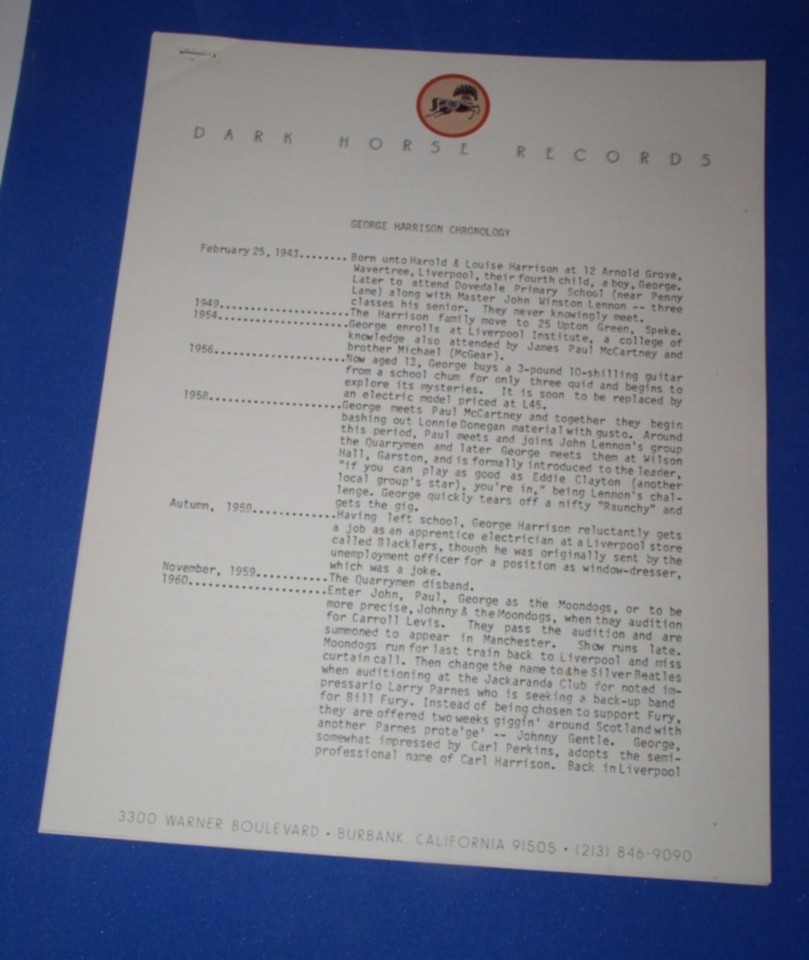 DARK HORSE RECORDS
GEORGE HARRISON CHRONOLOGY
February 25, 1943........Born unto Harold & Louise Harrison at 12 Arnold Grove,
Wavertree, Liverpool, their fourth child, a boy, George.
Later to attend Dovedale Primary School (near Penny
Lane) along with Master John Winston Lennon -- three
classes his senior. They never knowingly meet.
1949......................The Harrison family move to 25 Upton Green, Speke.
1954......................George enrolls at Liverpool Institute, a college of
knowledge also attended by James Paul McCartney and
brother Michael (McGear).
1956......................Now aged 13, George buys a 3-pound 10-shilling guitar
from a school chum for only three quid and begins to
explore its mysteries. It is soon to be replaced by
an electric model priced at L45.
1958......................George meets Paul McCartney and together they begin
bashing out Lonnie Donegan material with gusto. Around
this period, Paul meets and joins John Lennon's group
the Quarrymen and later George meets them at Wilson
Hall, Garston, and is formally introduced to the leader,
"if you can play as good as Eddie Clayton (another
local group's star), you're in," being Lennon's chal-
lenge. George quickly tears off a nifty "Raunchy" and
gets the gig.
Autumn, 1959..............Having left school, George Harrison reluctantly gets
a job as an apprentice electrician at a Liverpool store
called Blacklers, though he was originally sent by the
unemployment officer for a position as window-dresser,
which was a joke.
November, 1959...........The Quarrymen disband.
1960......................Enter John, Paul, George as the Moondogs, or to be
more precise, Johnny & the Moondogs, when they audition
for Carroll Levis. They pass the audition and are
summoned to appear in Manchester. Show runs late.
Moondogs run for last train back to Liverpool and miss
curtain call. Then change the name to the Silver Beatles
when auditioning at the Jackaranda Club for noted im-
pressario Larry Parnes who is seeking a back-up band
for Bill Fury. Instead of being chosen to support Fury,
they are offered two weeks giggin' around Scotland with
another Parnes prote'ge' -- Johnny Gentle. George,
somewhat impressed by Carl Perkins, adopts the semi-
professional name of Carl Harrison. Back in Liverpool
3300 WARNER BOULEVARD • BURBANK, CALIFORNIA 91505 • (213) 846-9090